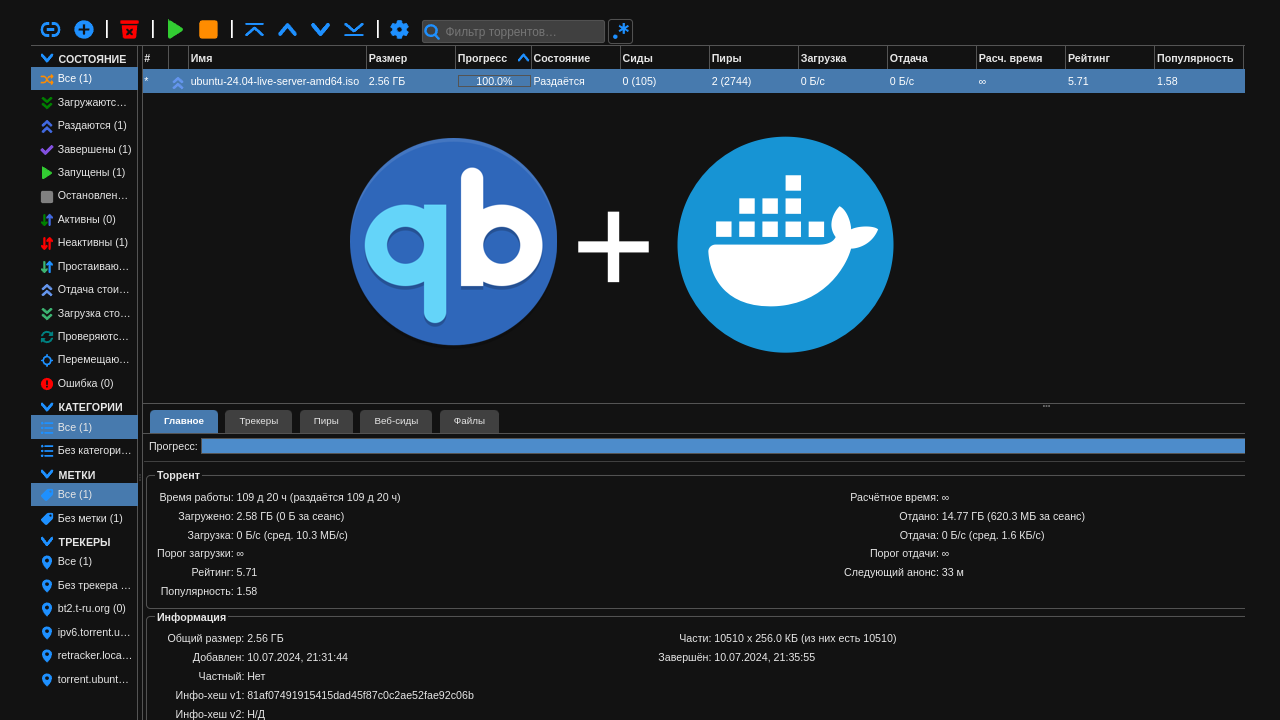 Фильтр торрентов…
.*
СОСТОЯНИЕ
Все (1)
Загружаютс…
Раздаются (1)
Завершены (1)
Запущены (1)
Остановлен…
Активны (0)
Неактивны (1)
Простаиваю…
Отдача стои…
Загрузка сто…
Проверяютс…
Перемещаю…
Ошибка (0)
КАТЕГОРИИ
Все (1)
Без категори…
МЕТКИ
Все (1)
Без метки (1)
ТРЕКЕРЫ
Все (1)
Без трекера …
bt2.t-ru.org (0)
ipv6.torrent.u…
retracker.loca…
torrent.ubunt…
# Имя Размер Прогресс Состояние Сиды Пиры Загрузка Отдача Расч. время Рейтинг Популярность
* ubuntu-24.04-live-server-amd64.iso 2.56 ГБ 100.0% Раздаётся 0 (105) 2 (2744) 0 Б/с 0 Б/с ∞ 5.71 1.58
qb +
Главное Трекеры Пиры Веб-сиды Файлы
Прогресс:
Торрент
Время работы: 109 д 20 ч (раздаётся 109 д 20 ч) Расчётное время: ∞
Загружено: 2.58 ГБ (0 Б за сеанс) Отдано: 14.77 ГБ (620.3 МБ за сеанс)
Загрузка: 0 Б/с (сред. 10.3 МБ/с) Отдача: 0 Б/с (сред. 1.6 КБ/с)
Порог загрузки: ∞ Порог отдачи: ∞
Рейтинг: 5.71 Следующий анонс: 33 м
Популярность: 1.58
Информация
Общий размер: 2.56 ГБ Части: 10510 x 256.0 КБ (из них есть 10510)
Добавлен: 10.07.2024, 21:31:44 Завершён: 10.07.2024, 21:35:55
Частный: Нет
Инфо-хеш v1: 81af07491915415dad45f87c0c2ae52fae92c06b
Инфо-хеш v2: Н/Д